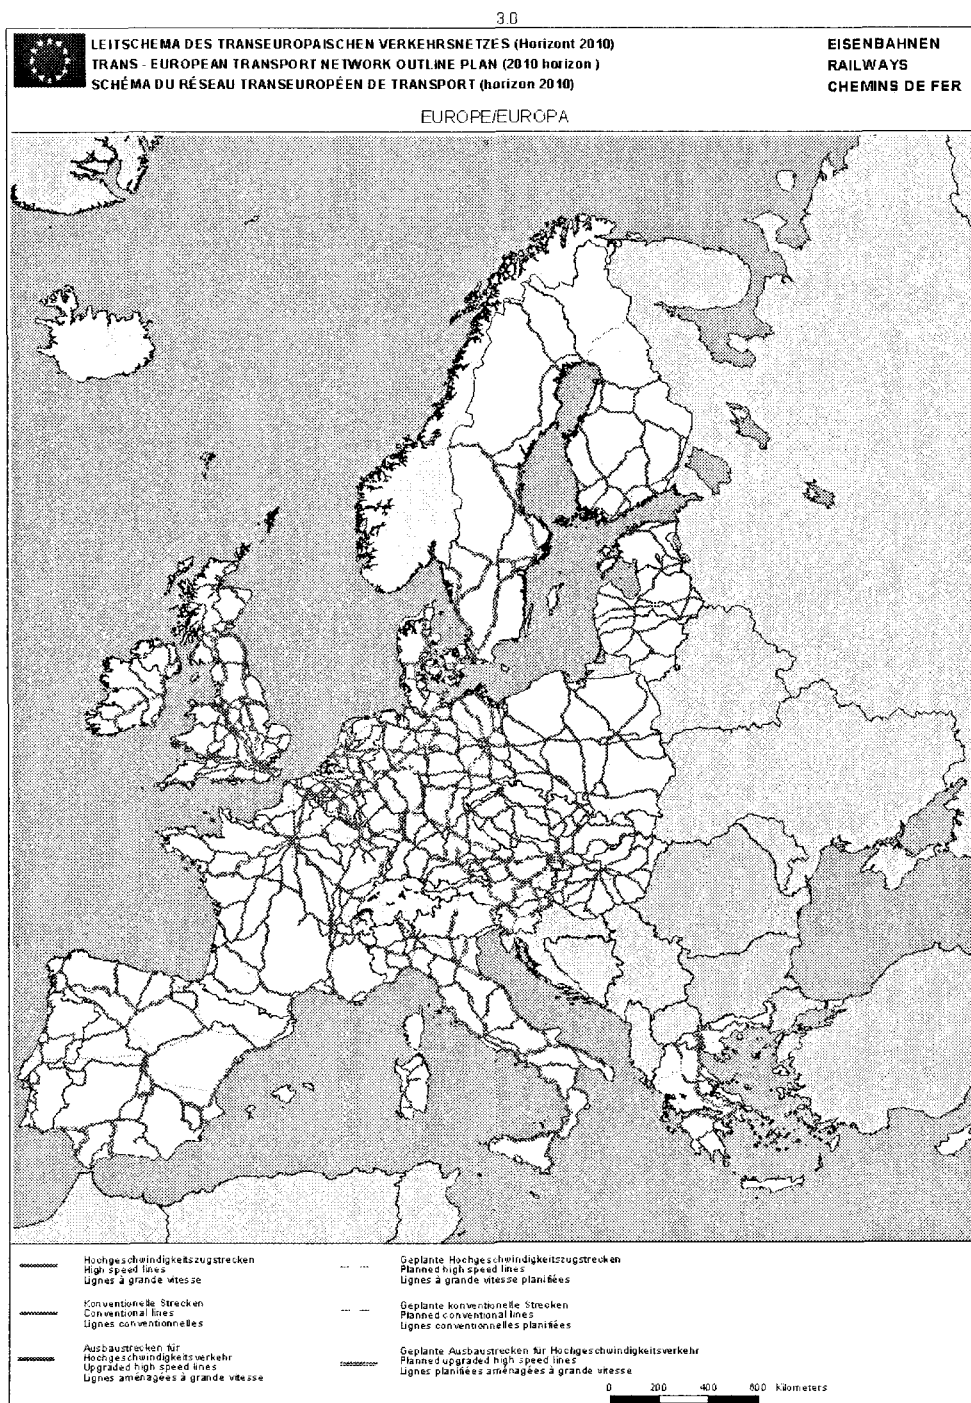 3.0
LEITSCHEMA DES TRANSEUROPAISCHEN VERKEHRSNETZES (Horizont 2010)
TRANS - EUROPEAN TRANSPORT NETWORK OUTLINE PLAN (2010 horizon )
SCHÉMA DU RÉSEAU TRANSEUROPÉEN DE TRANSPORT (horizon 2010)
EISENBAHNEN
RAILWAYS
CHEMINS DE FER
EUROPE/EUROPA
Hochgeschwindigkeitszugstrecken
High speed lines
Lignes à grande vitesse
Konventionelle Strecken
Conventional lines
Lignes conventionnelles
Ausbaustrecken für
Hochgeschwindigkeitsverkehr
Upgraded high speed lines
Lignes aménagées à grande vitesse
Geplante Hochgeschwindigkeitszugstrecken
Planned high speed lines
Lignes à grande vitesse planifiées
Geplante konventionelle Strecken
Planned conventional lines
Lignes conventionnelles planifiées
Geplante Ausbaustrecken für Hochgeschwindigkeitsverkehr
Planned upgraded high speed lines
Lignes planifiées aménagées à grande vitesse
0 200 400 600 Kilometers